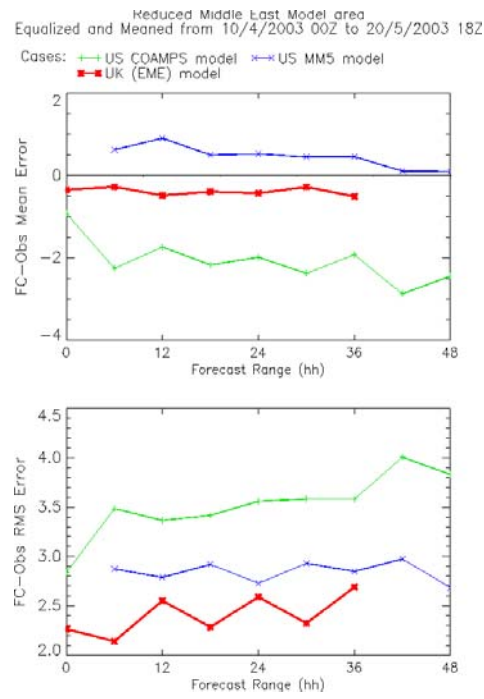 Reduced Middle East Model area
Equalized and Meaned from 10/4/2003 00Z to 20/5/2003 18Z
Cases: US COAMPS model US MM5 model
UK (EME) model
FC-Obs Mean Error
2
0
-2
-4
0 12 24 36 48
Forecast Range (hh)
FC-Obs RMS Error
4.5
4.0
3.5
3.0
2.5
2.0
0 12 24 36 48
Forecast Range (hh)